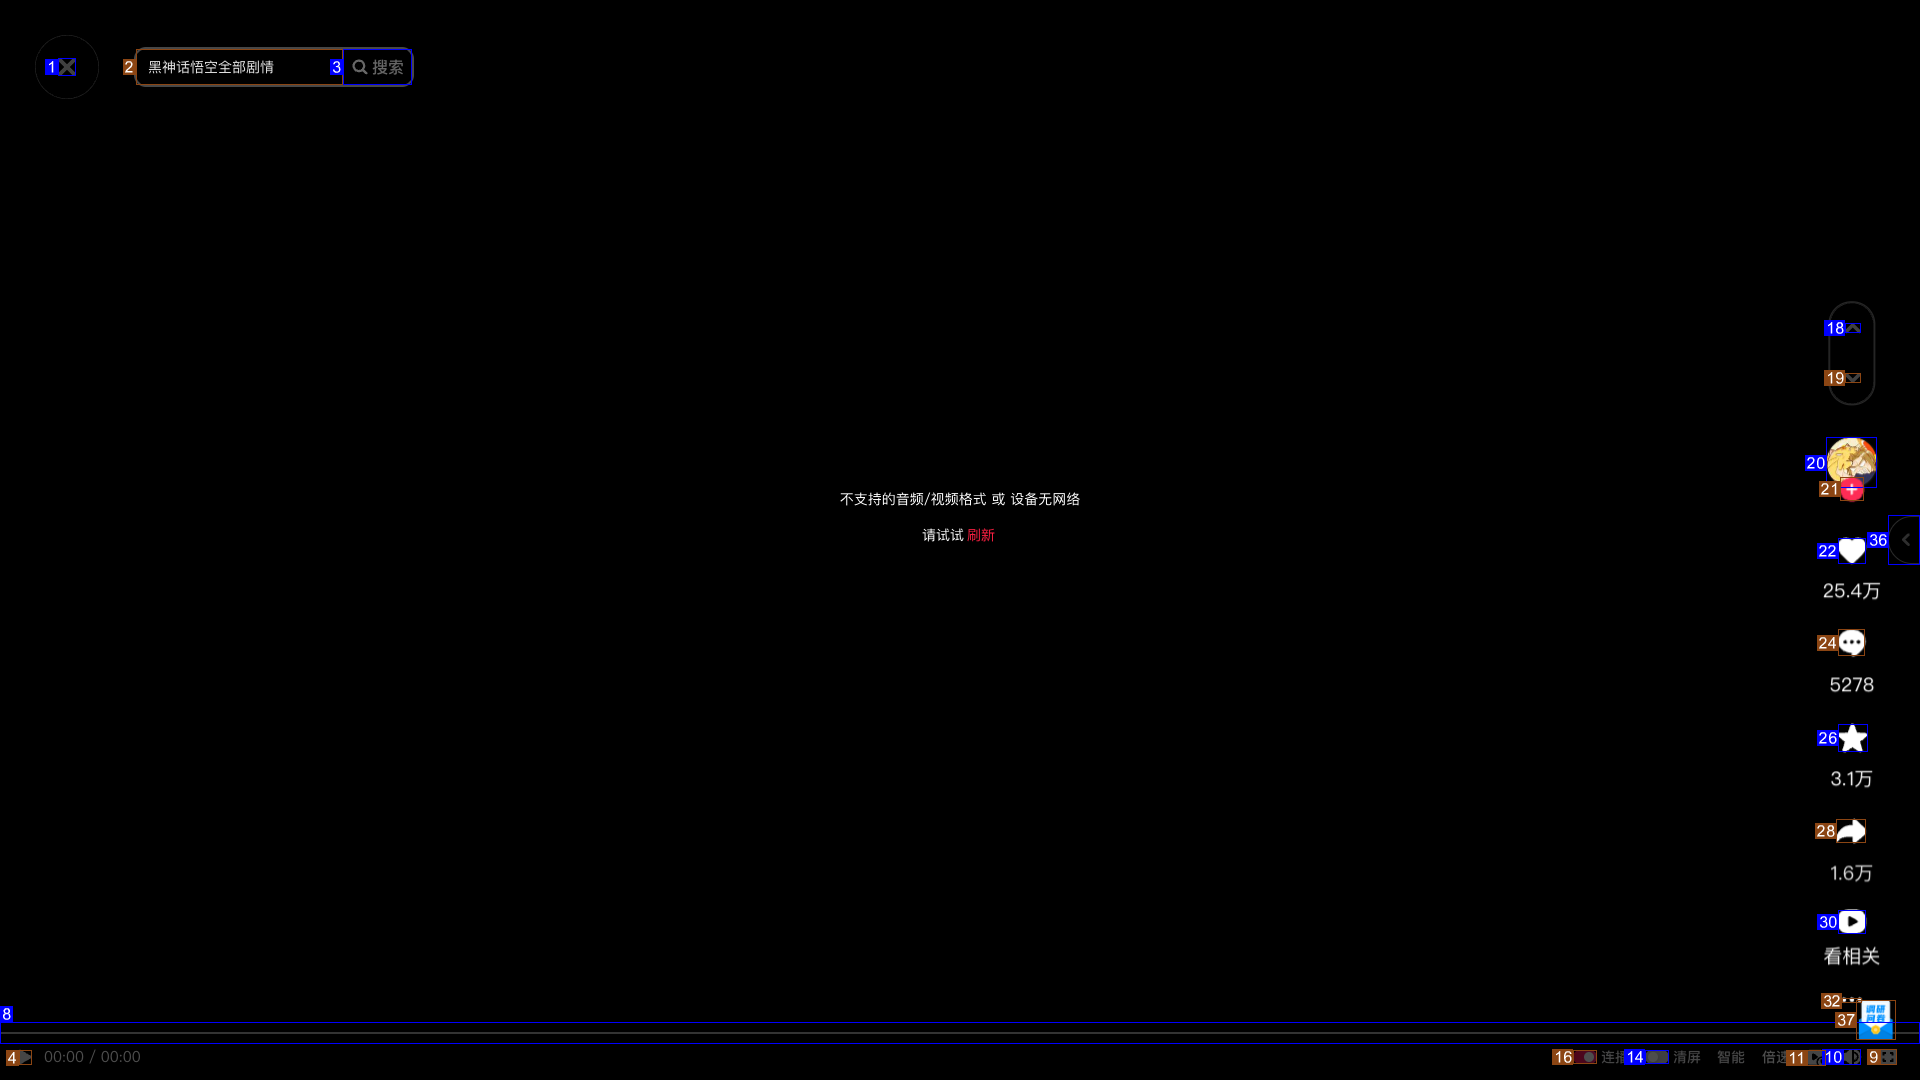 1
2
黑神话悟空全部剧情
3
搜索
18
19
不支持的音频/视频格式 或 设备无网络
请试试 刷新
20
21
22
36
25.4万
24
5278
26
3.1万
28
1.6万
30
看相关
32
调研
问卷
37
8
4
00:00 / 00:00
16
连播
14
清屏
智能
倍速
11
10
9